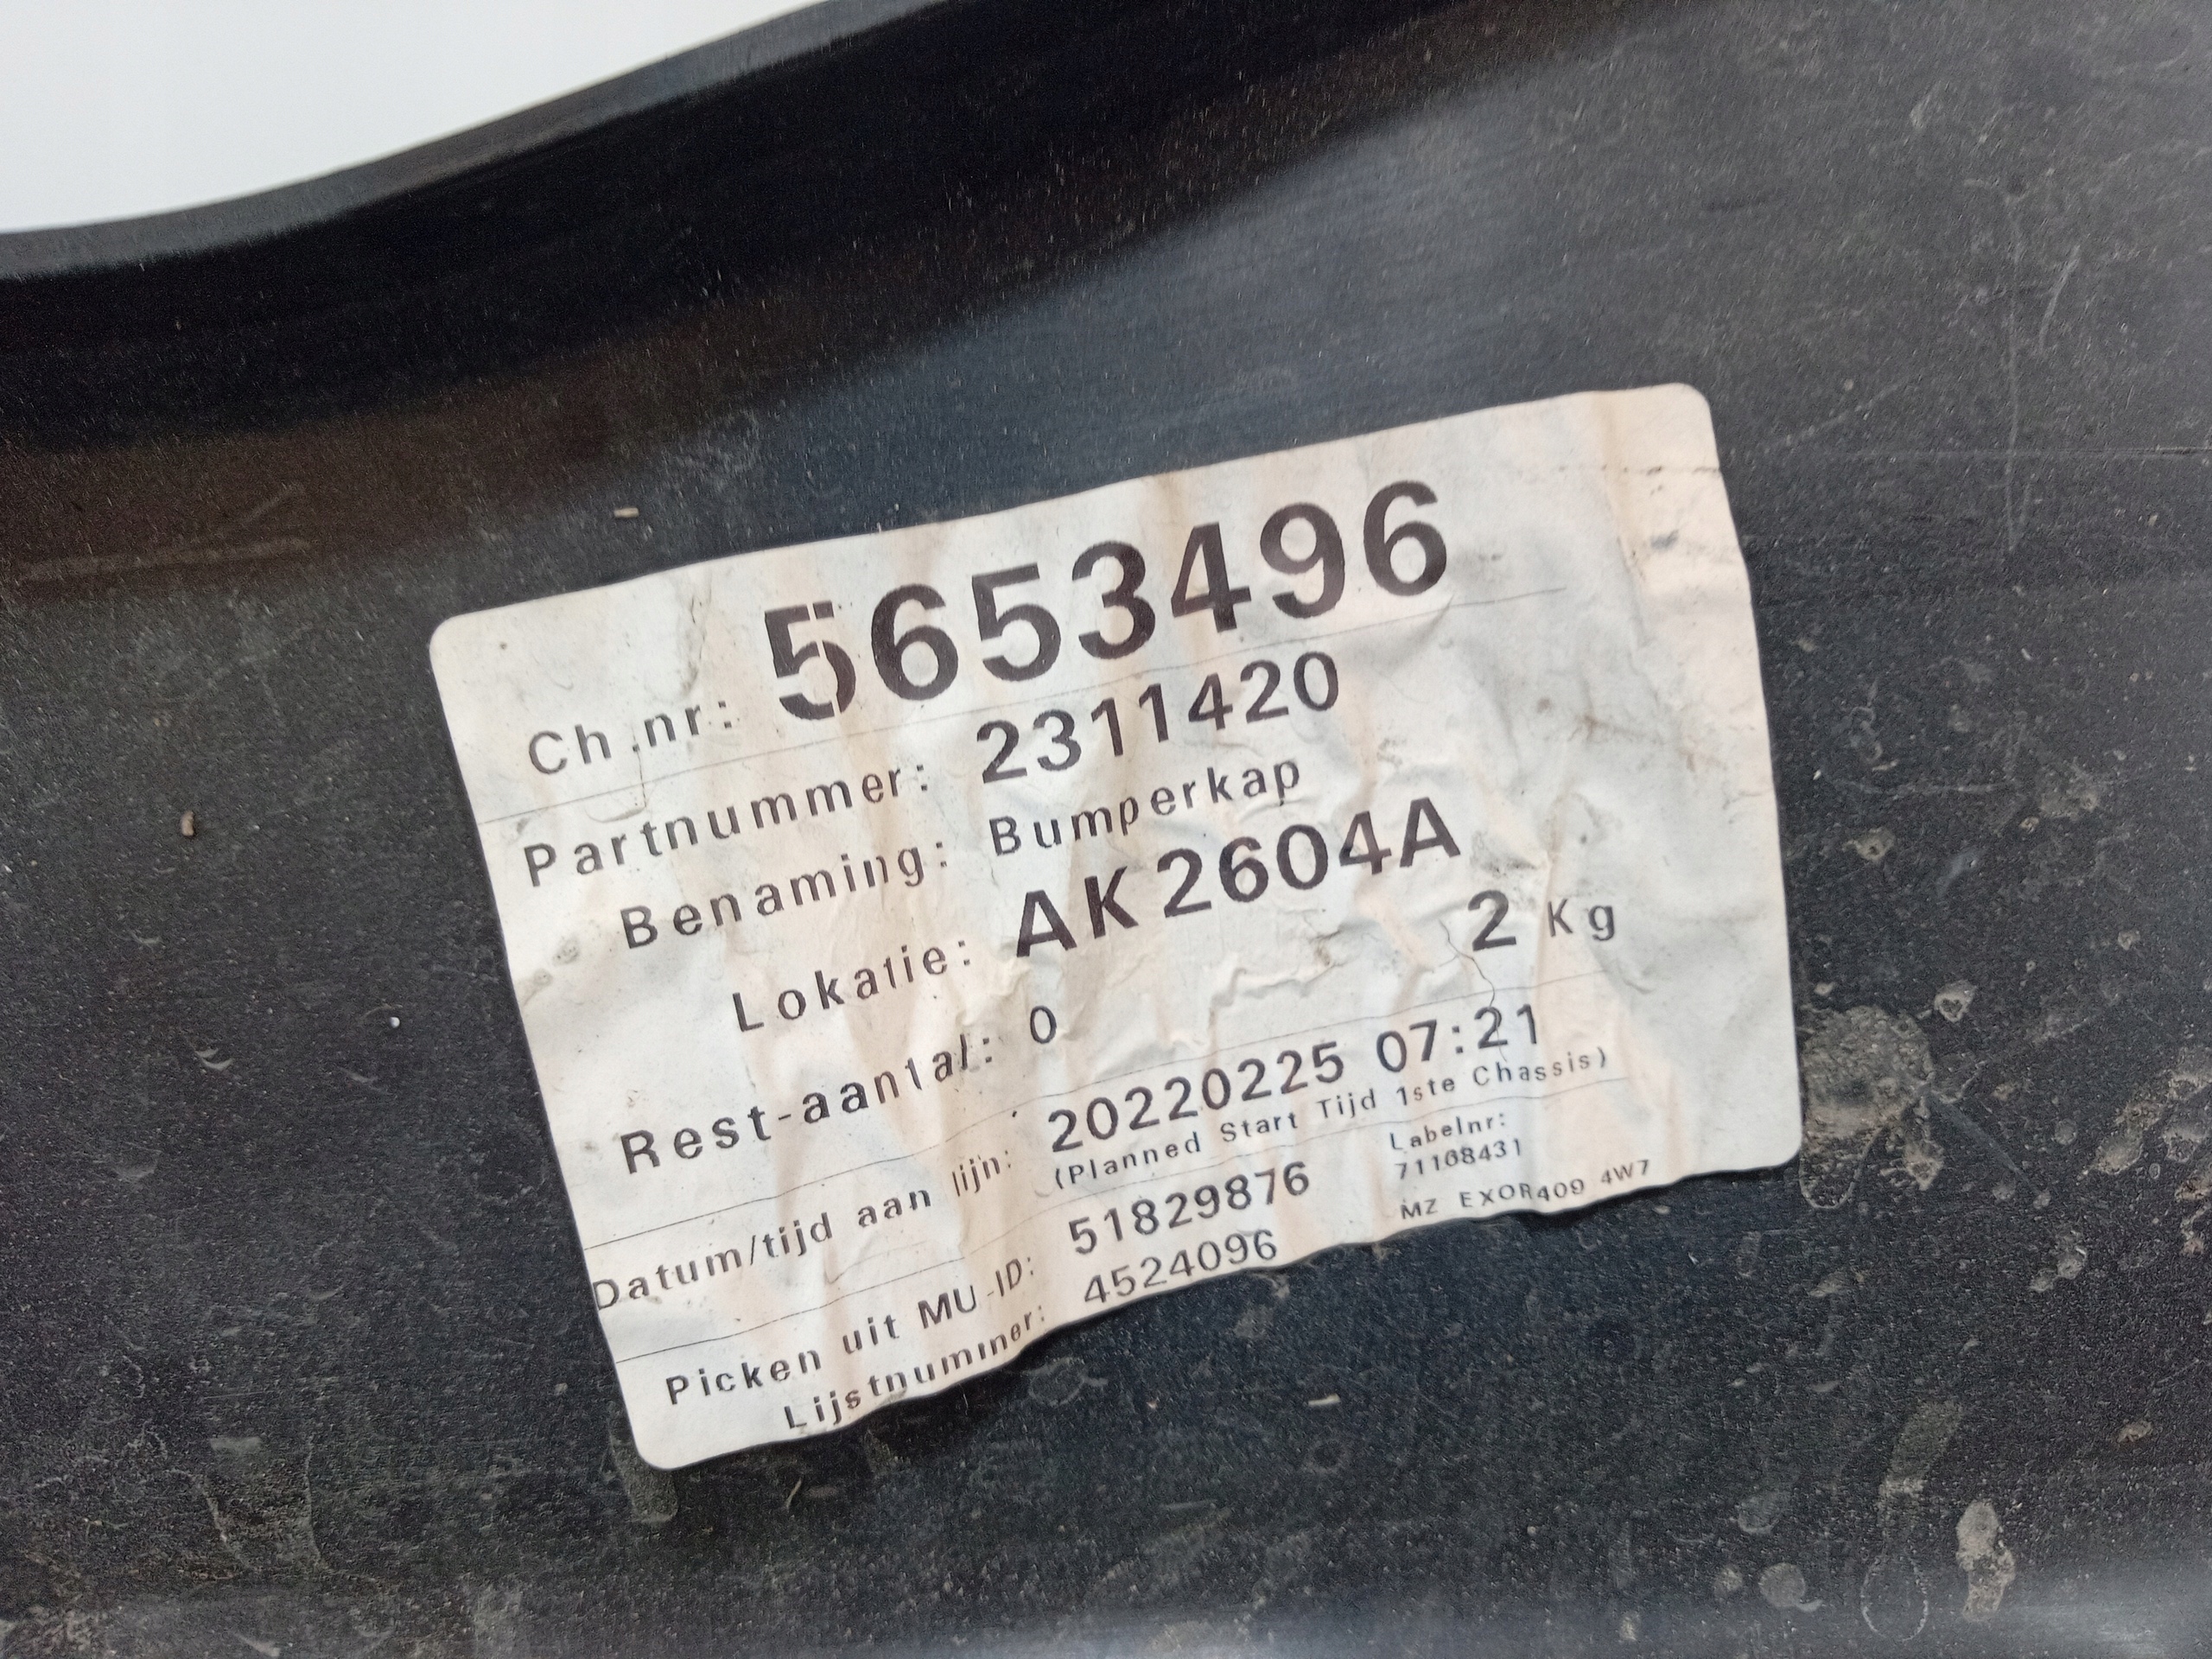 Ch.nr: 5653496
Partnummer: 2311420
Benaming: Bumperkap
Lokatie: AK2604A
2 Kg
Rest-aantal: 0
Datum/tijd aan lijn: 20220225 07:21
(Planned Start Tijd 1ste Chassis)
Picken uit MU-ID: 51829876
Labelnr:
71108431
Lijstnummer: 4524096
MZ EXOR409 4W7